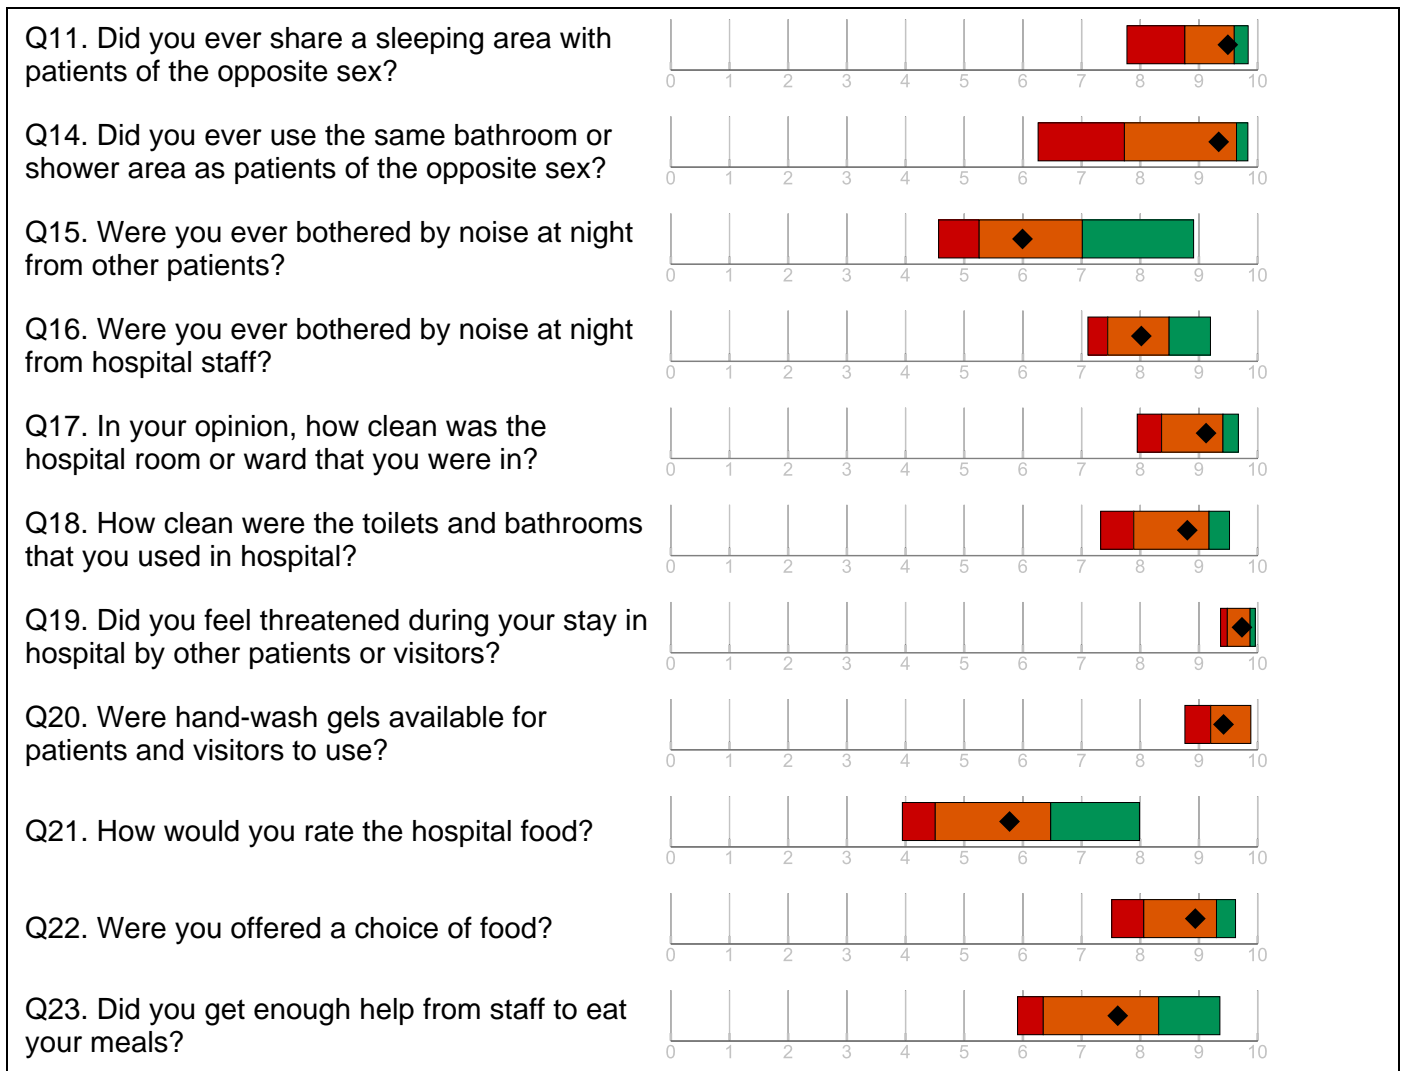 Q11. Did you ever share a sleeping area with
patients of the opposite sex?
0 1 2 3 4 5 6 7 8 9 10
Q14. Did you ever use the same bathroom or
shower area as patients of the opposite sex?
0 1 2 3 4 5 6 7 8 9 10
Q15. Were you ever bothered by noise at night
from other patients?
0 1 2 3 4 5 6 7 8 9 10
Q16. Were you ever bothered by noise at night
from hospital staff?
0 1 2 3 4 5 6 7 8 9 10
Q17. In your opinion, how clean was the
hospital room or ward that you were in?
0 1 2 3 4 5 6 7 8 9 10
Q18. How clean were the toilets and bathrooms
that you used in hospital?
0 1 2 3 4 5 6 7 8 9 10
Q19. Did you feel threatened during your stay in
hospital by other patients or visitors?
0 1 2 3 4 5 6 7 8 9 10
Q20. Were hand-wash gels available for
patients and visitors to use?
0 1 2 3 4 5 6 7 8 9 10
Q21. How would you rate the hospital food?
0 1 2 3 4 5 6 7 8 9 10
Q22. Were you offered a choice of food?
0 1 2 3 4 5 6 7 8 9 10
Q23. Did you get enough help from staff to eat
your meals?
0 1 2 3 4 5 6 7 8 9 10